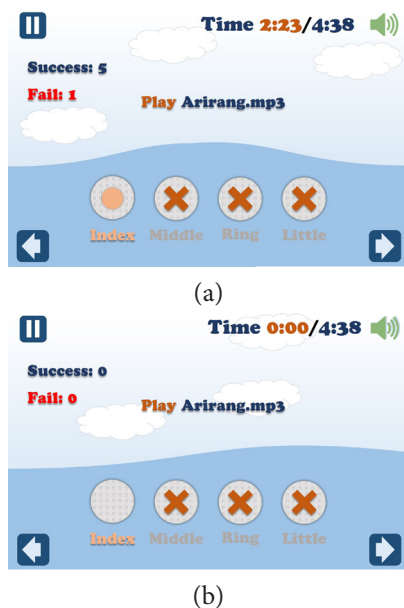 Time 2:23/4:38
Success: 5
Fail: 1
Play Arirang.mp3
Index Middle Ring Little
(a)
Time 0:00/4:38
Success: 0
Fail: 0
Play Arirang.mp3
Index Middle Ring Little
(b)